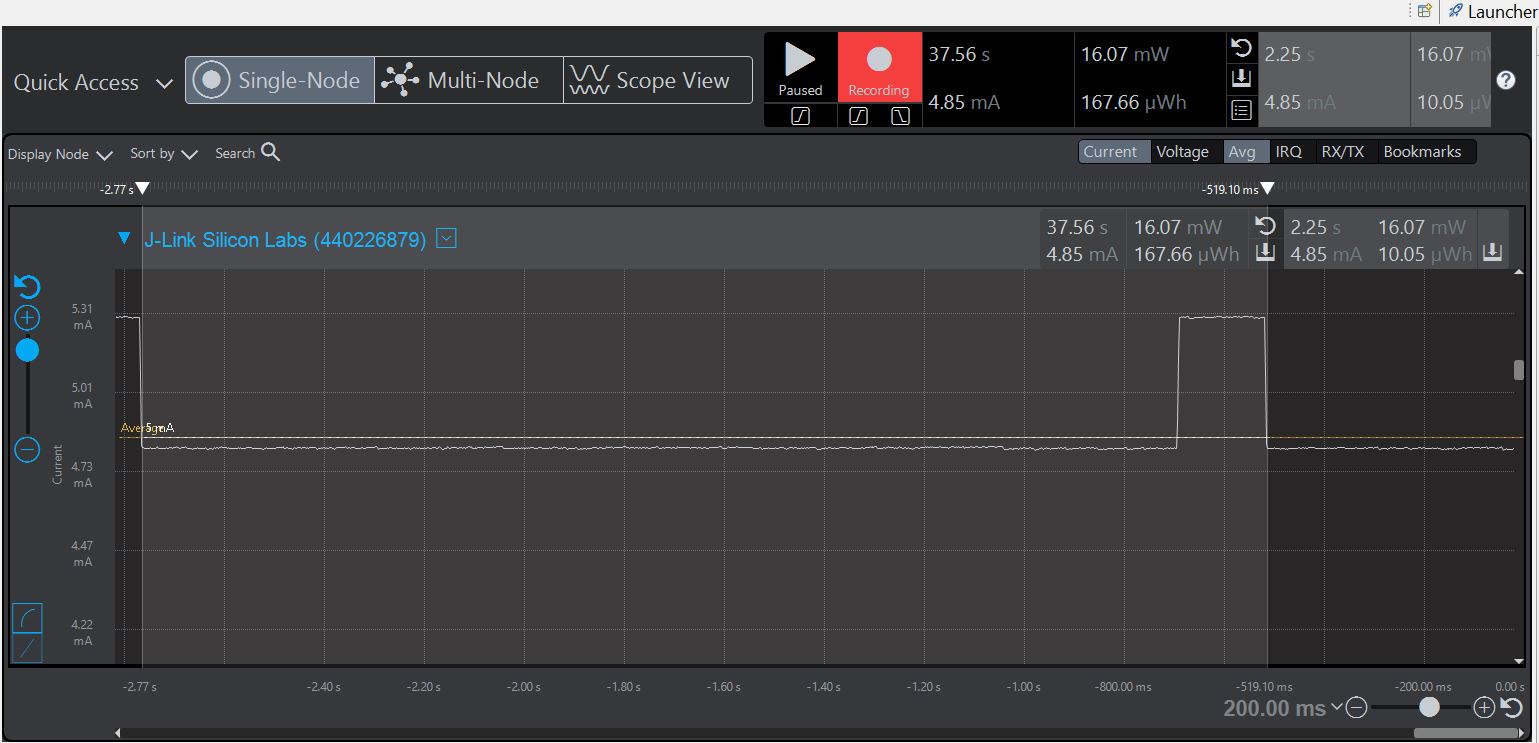 Launcher
Quick Access
Single-Node
Multi-Node
Scope View
Paused
Recording
37.56 s
16.07 mW
4.85 mA
167.66 µWh
2.25 s
16.07 mW
4.85 mA
10.05 µW
Display Node
Sort by
Search
Current
Voltage
Avg
IRQ
RX/TX
Bookmarks
-2.77 s
-519.10 ms
J-Link Silicon Labs (440226879)
37.56 s
16.07 mW
4.85 mA
167.66 µWh
2.25 s
16.07 mW
4.85 mA
10.05 µWh
5.31
mA
5.01
mA
Average
5 mA
4.73
mA
Current
4.47
mA
4.22
mA
-2.77 s
-2.40 s
-2.20 s
-2.00 s
-1.80 s
-1.60 s
-1.40 s
-1.20 s
-1.00 s
-800.00 ms
-519.10 ms
-200.00 ms
0.00 s
200.00 ms